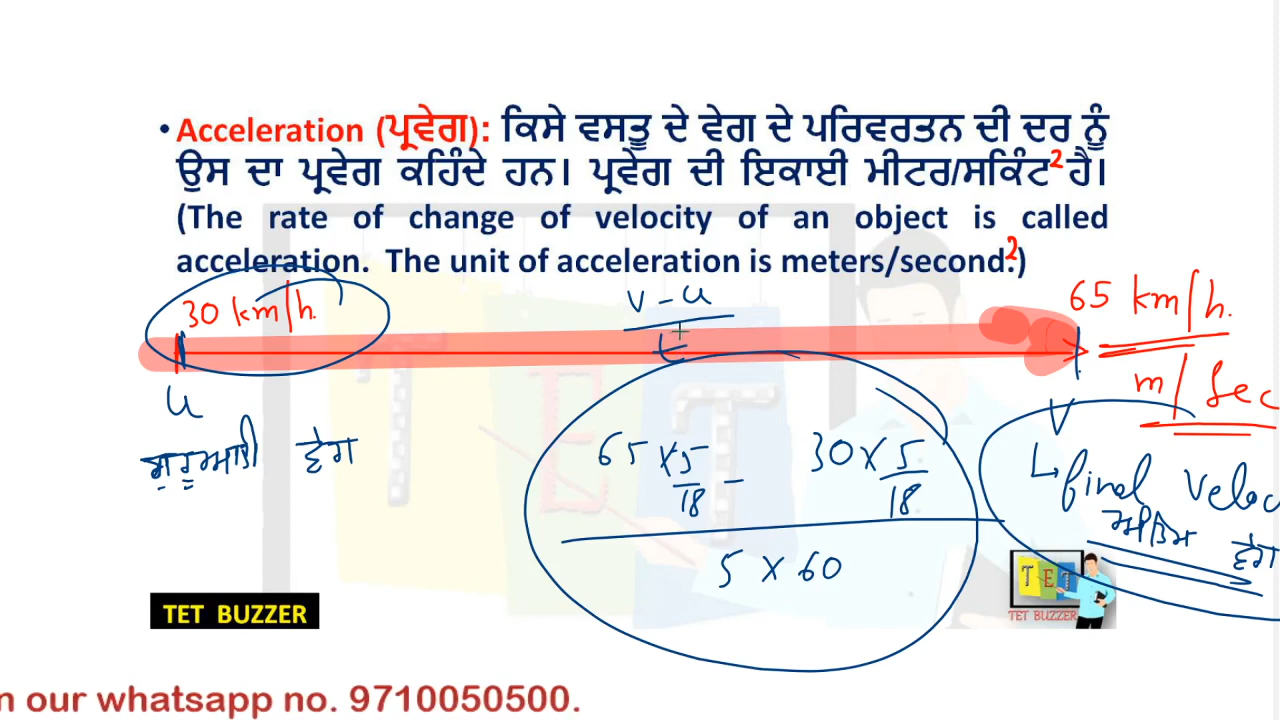 • Acceleration (ਪ੍ਰਵੇਗ): ਕਿਸੇ ਵਸਤੂ ਦੇ ਵੇਗ ਦੇ ਪਰਿਵਰਤਨ ਦੀ ਦਰ ਨੂੰ
ਉਸ ਦਾ ਪ੍ਰਵੇਗ ਕਹਿੰਦੇ ਹਨ। ਪ੍ਰਵੇਗ ਦੀ ਇਕਾਈ ਮੀਟਰ/ਸਕਿੰਟ² ਹੈ।
(The rate of change of velocity of an object is called
acceleration. The unit of acceleration is meters/second².)
30 km/h.
v - u
t
65 km/h.
m/Sec
u
V
ਸ਼ੁਰੂਆਤੀ ਵੇਗ
65 × 5/18 - 30 × 5/18
5 × 60
↳ final Veloc
ਅੰਤਿਮ ਵੇਗ
TET
TET
TET BUZZER
TET BUZZER
n our whatsapp no. 9710050500.